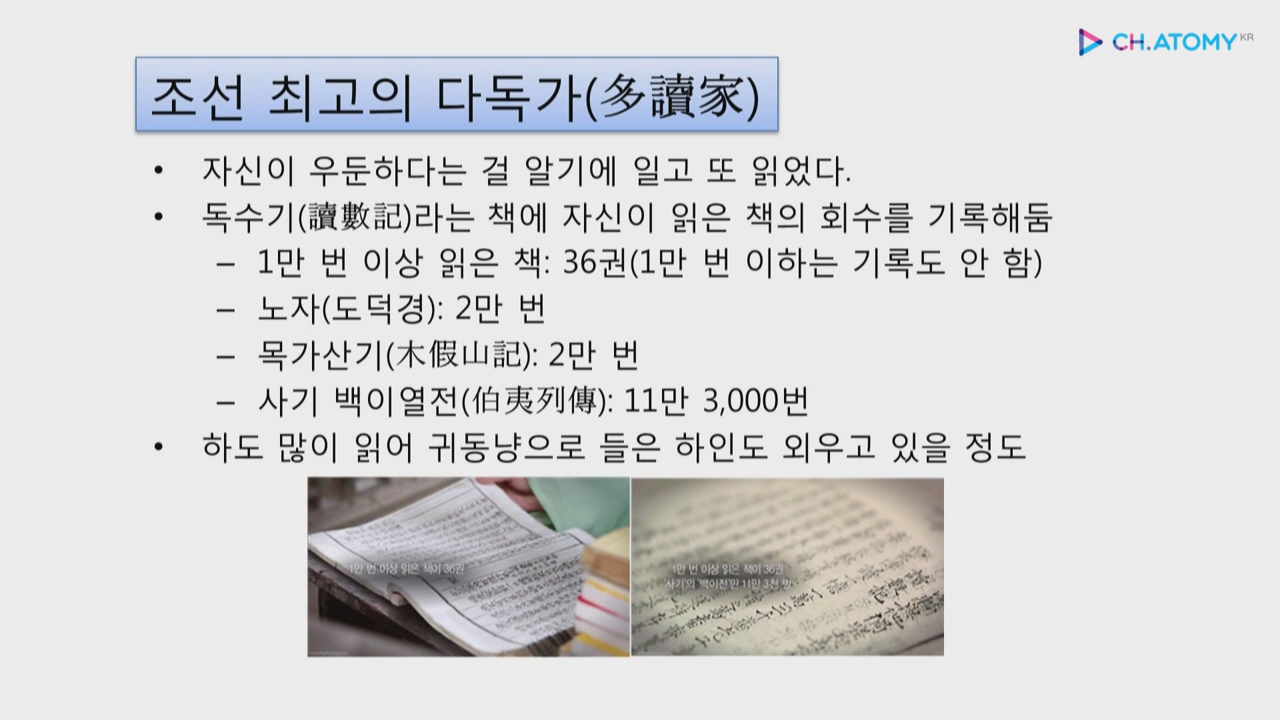 CH.ATOMY KR
조선 최고의 다독가(多讀家)
• 자신이 우둔하다는 걸 알기에 일고 또 읽었다.
• 독수기(讀數記)라는 책에 자신이 읽은 책의 회수를 기록해둠
– 1만 번 이상 읽은 책: 36권(1만 번 이하는 기록도 안 함)
– 노자(도덕경): 2만 번
– 목가산기(木假山記): 2만 번
– 사기 백이열전(伯夷列傳): 11만 3,000번
• 하도 많이 읽어 귀동냥으로 들은 하인도 외우고 있을 정도
1만 번 이상 읽은 책이 36권
1만 번 이상 읽은 책이 36권
사기의 '백이전'만 11만 3천 번